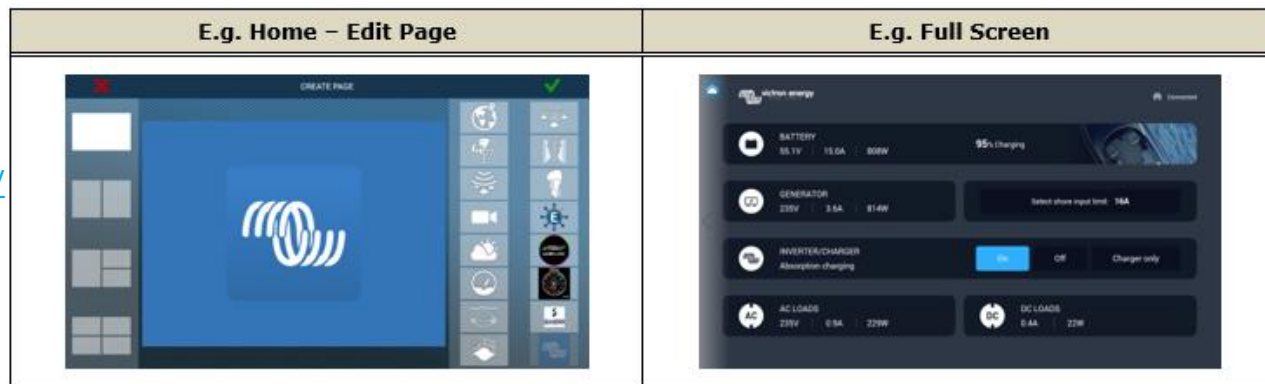 E.g. Home – Edit Page
E.g. Full Screen
CREATE PAGE
E
victron energy
Connected
BATTERY
55.1V 15.0A 808W
95% Charging
GENERATOR
235V 3.6A 814W
Select shore input limit: 16A
INVERTER/CHARGER
Absorption charging
On Off Charger only
AC
AC LOADS
235V 0.9A 229W
DC
DC LOADS
0.4A 22W